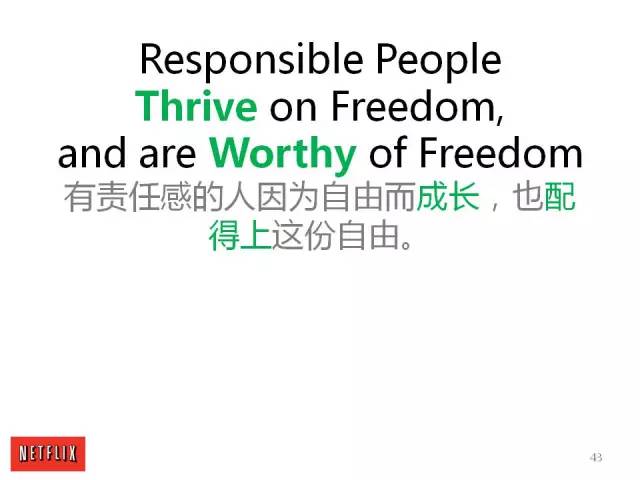 Responsible People
Thrive on Freedom,
and are Worthy of Freedom
有责任感的人因为自由而成长，也配
得上这份自由。
NETFLIX
43